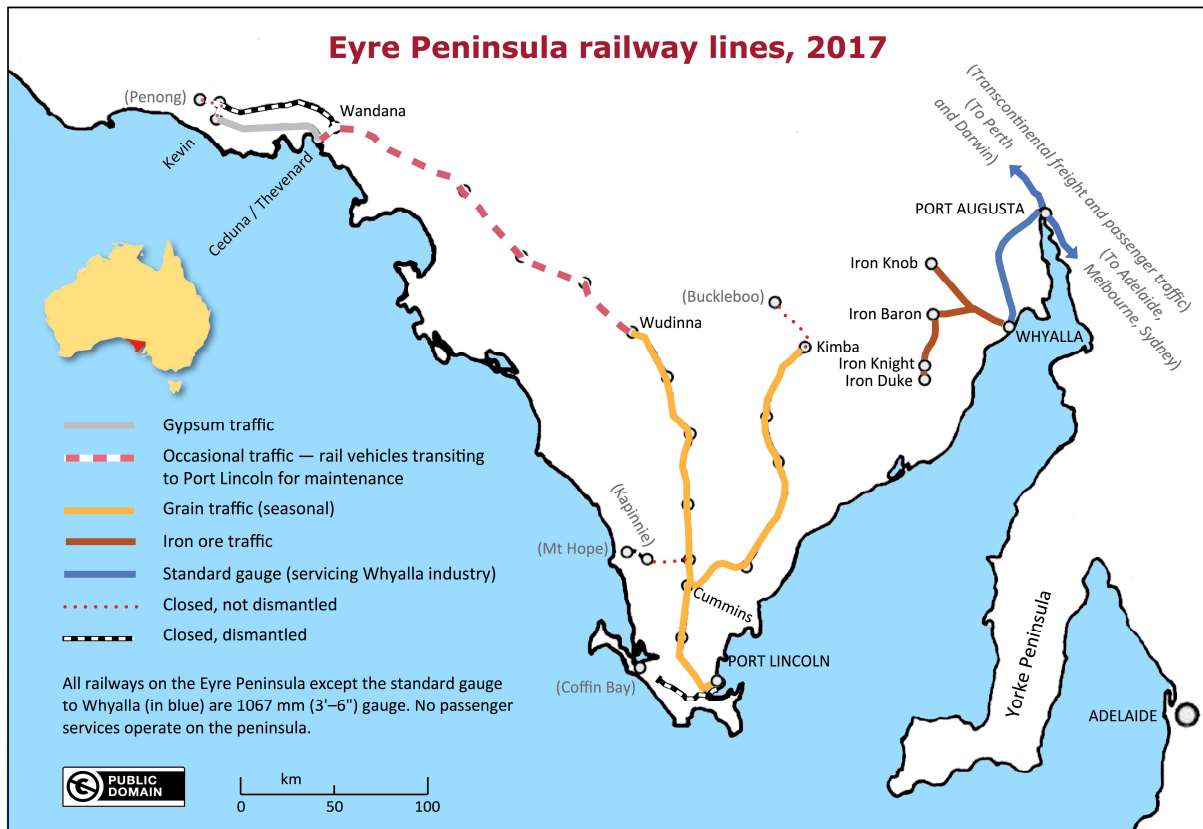 Eyre Peninsula railway lines, 2017
(Penong)
Wandana
Kevin
Ceduna / Thevenard
(Transcontinental freight and passenger traffic)
(To Perth
and Darwin)
PORT AUGUSTA
(To Adelaide,
Melbourne, Sydney)
Iron Knob
(Buckleboo)
Iron Baron
Wudinna
WHYALLA
Kimba
Iron Knight
Iron Duke
Gypsum traffic
Occasional traffic — rail vehicles transiting
to Port Lincoln for maintenance
Grain traffic (seasonal)
Iron ore traffic
Standard gauge (servicing Whyalla industry)
Closed, not dismantled
Closed, dismantled
(Kapinnie)
(Mt Hope)
Cummins
PORT LINCOLN
(Coffin Bay)
Yorke Peninsula
ADELAIDE
All railways on the Eyre Peninsula except the standard gauge
to Whyalla (in blue) are 1067 mm (3'–6") gauge. No passenger
services operate on the peninsula.
PUBLIC
DOMAIN
km
0 50 100